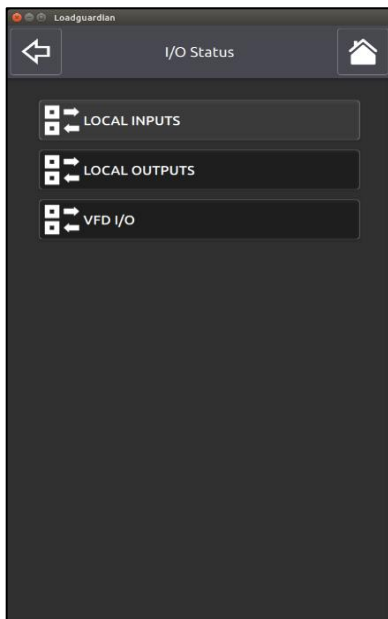 Loadguardian
I/O Status
LOCAL INPUTS
LOCAL OUTPUTS
VFD I/O